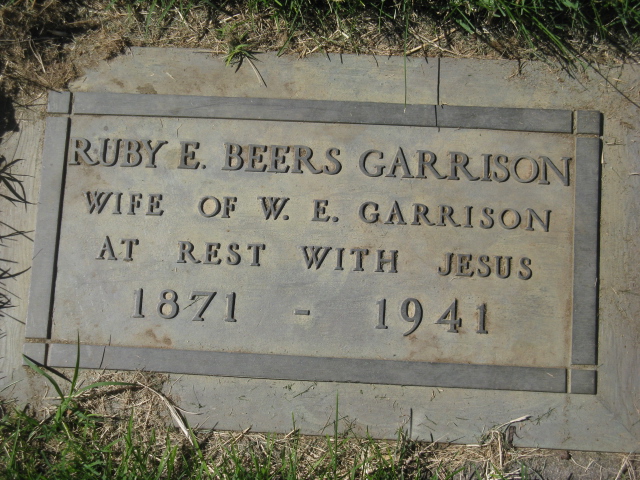 RUBY E. BEERS GARRISON
WIFE OF W. E. GARRISON
AT REST WITH JESUS
1871 - 1941